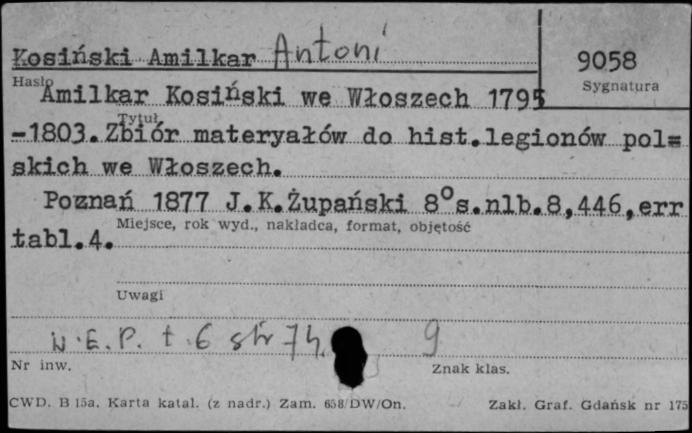 Kosiński Amilkar Antoni
9058
Hasło
Sygnatura
Amilkar Kosiński we Włoszech 1795
Tytuł
-1803. Zbiór materyałów do hist. legionów pol=
skich we Włoszech.
Poznań 1877 J.K.Żupański 8° s.nlb.8,446,err
Miejsce, rok wyd., nakładca, format, objętość
tabl.4.
Uwagi
W.E.P. t.6 str 74.
9
Nr inw.
Znak klas.
CWD. B 15a. Karta katal. (z nadr.) Zam. 658/DW/On.
Zakł. Graf. Gdańsk nr 175